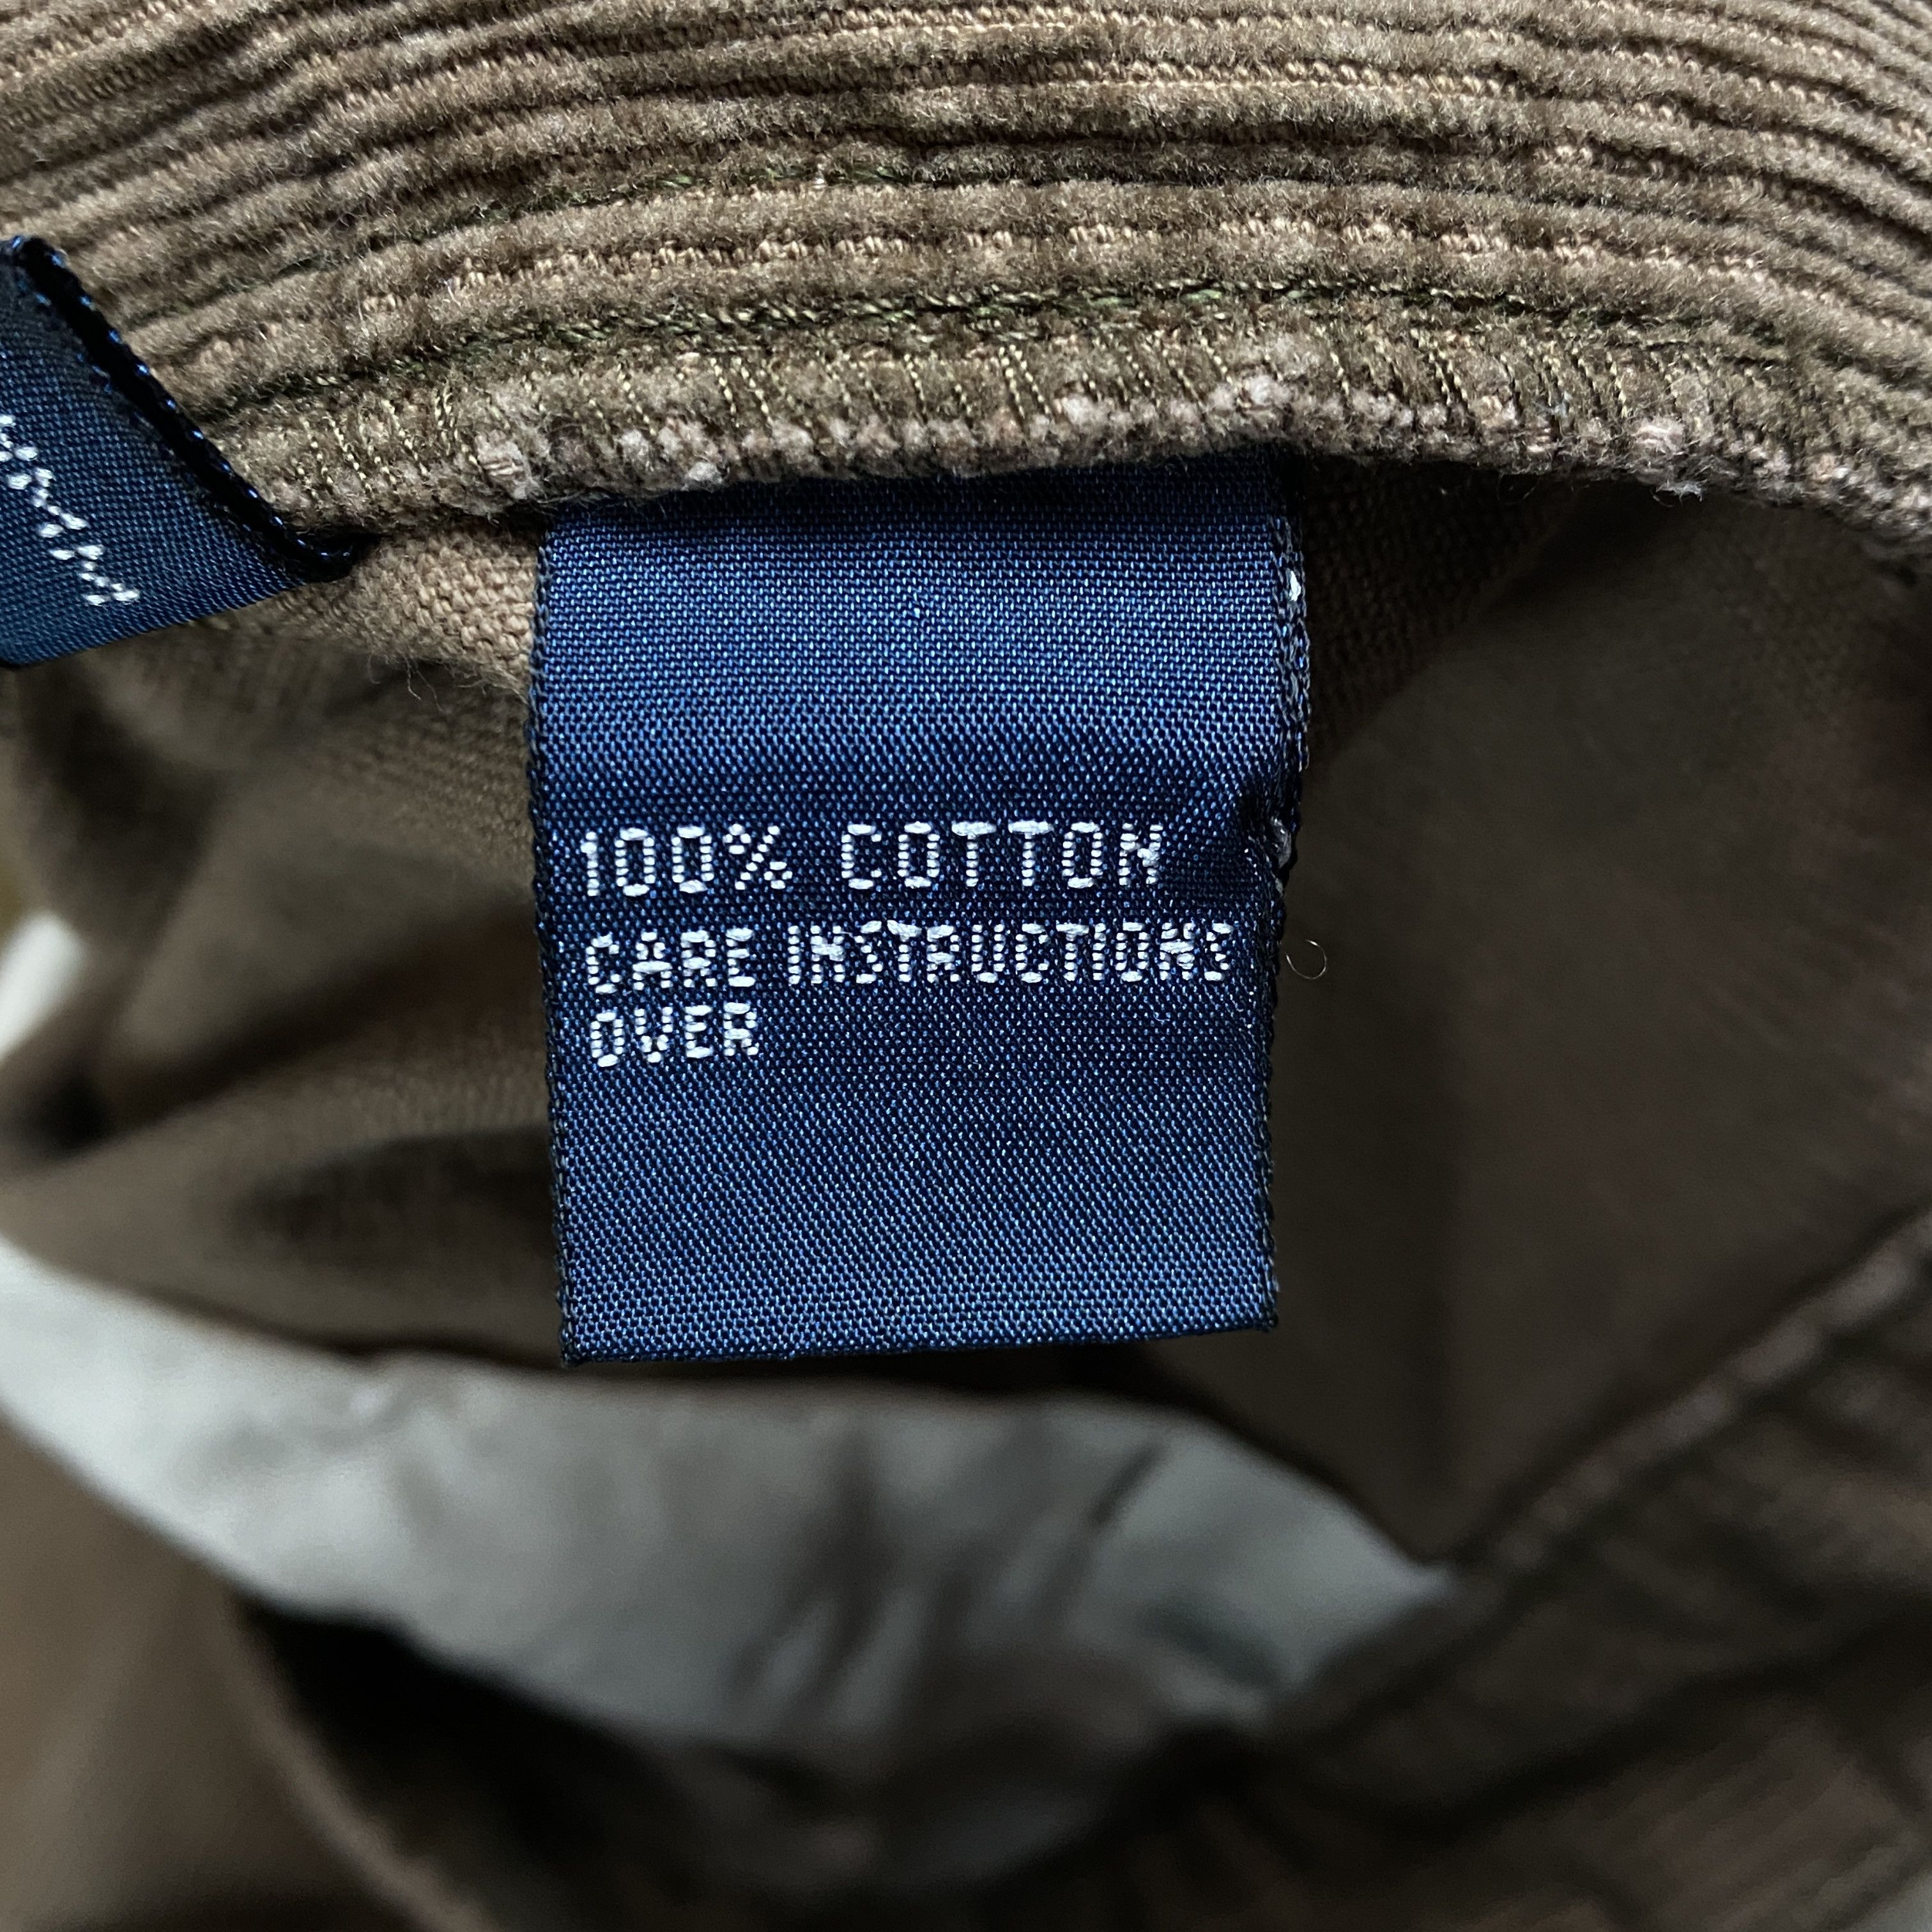 100% COTTON
CARE INSTRUCTIONS
OVER